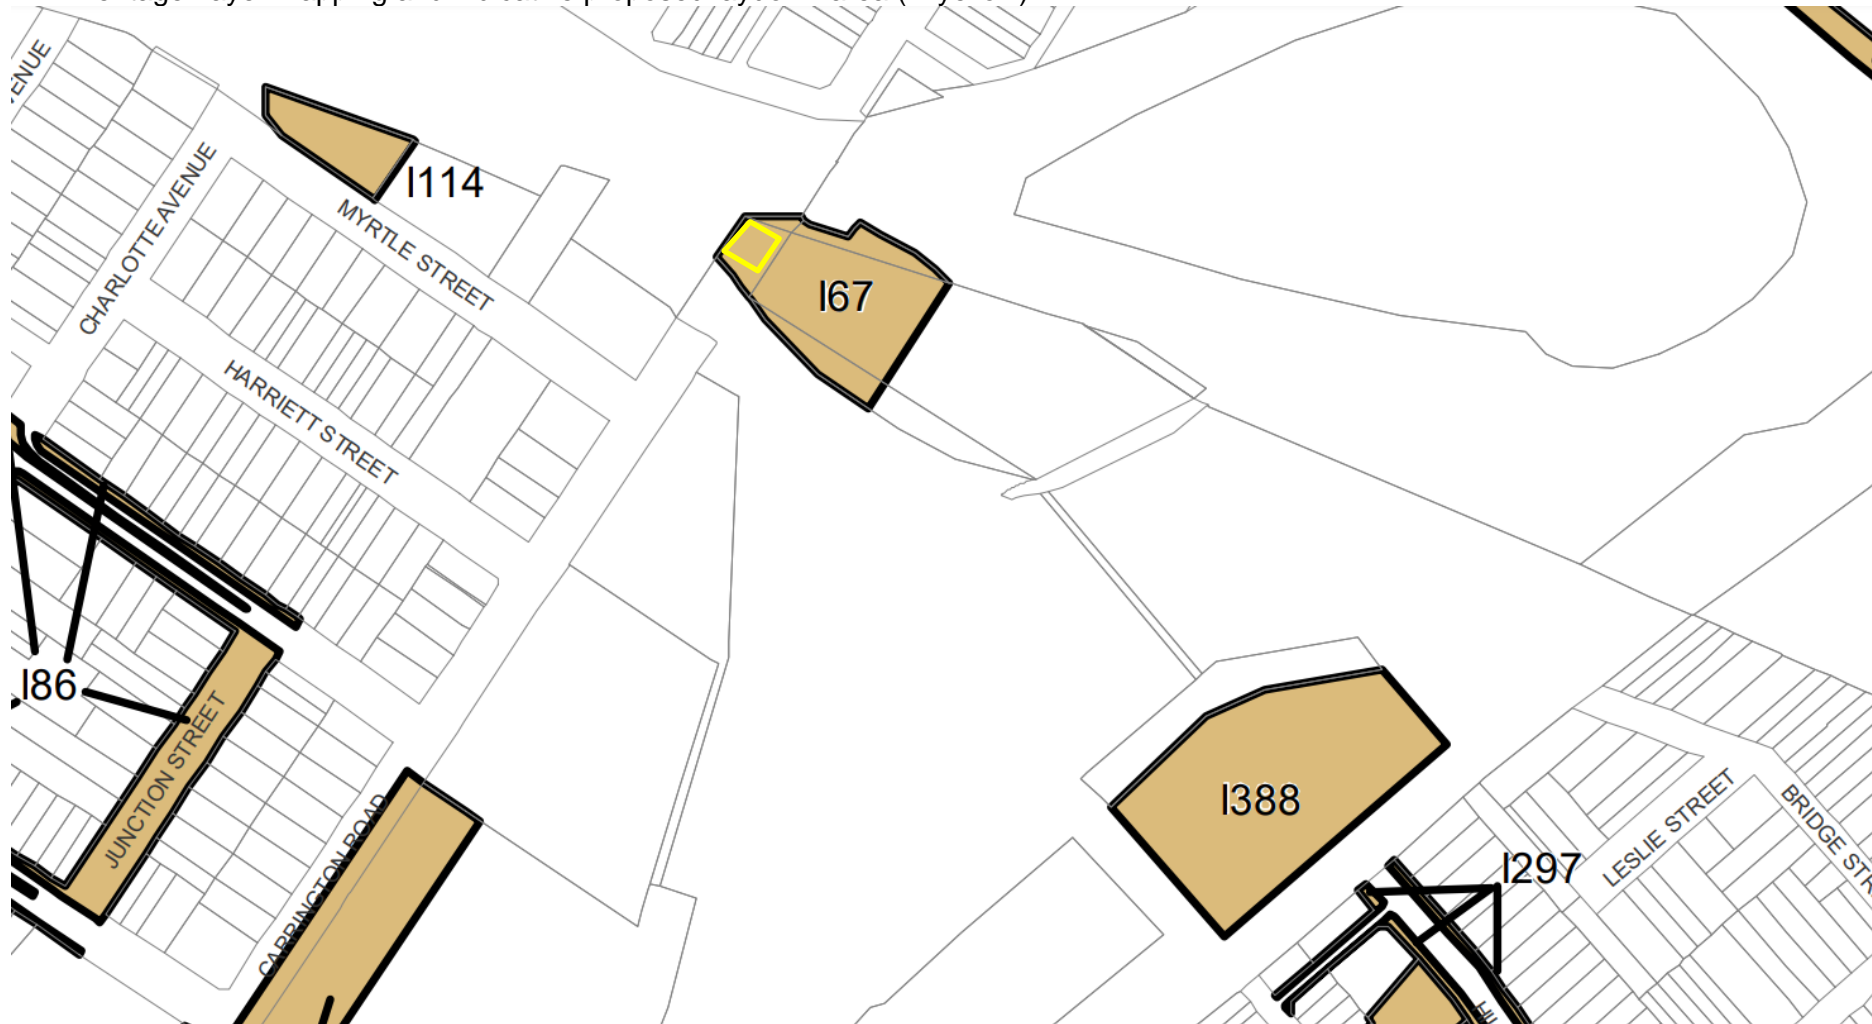 I114
CHARLOTTE AVENUE
MYRTLE STREET
I67
HARRIETT STREET
I86
JUNCTION STREET
CARRINGTON ROAD
I388
I297
LESLIE STREET